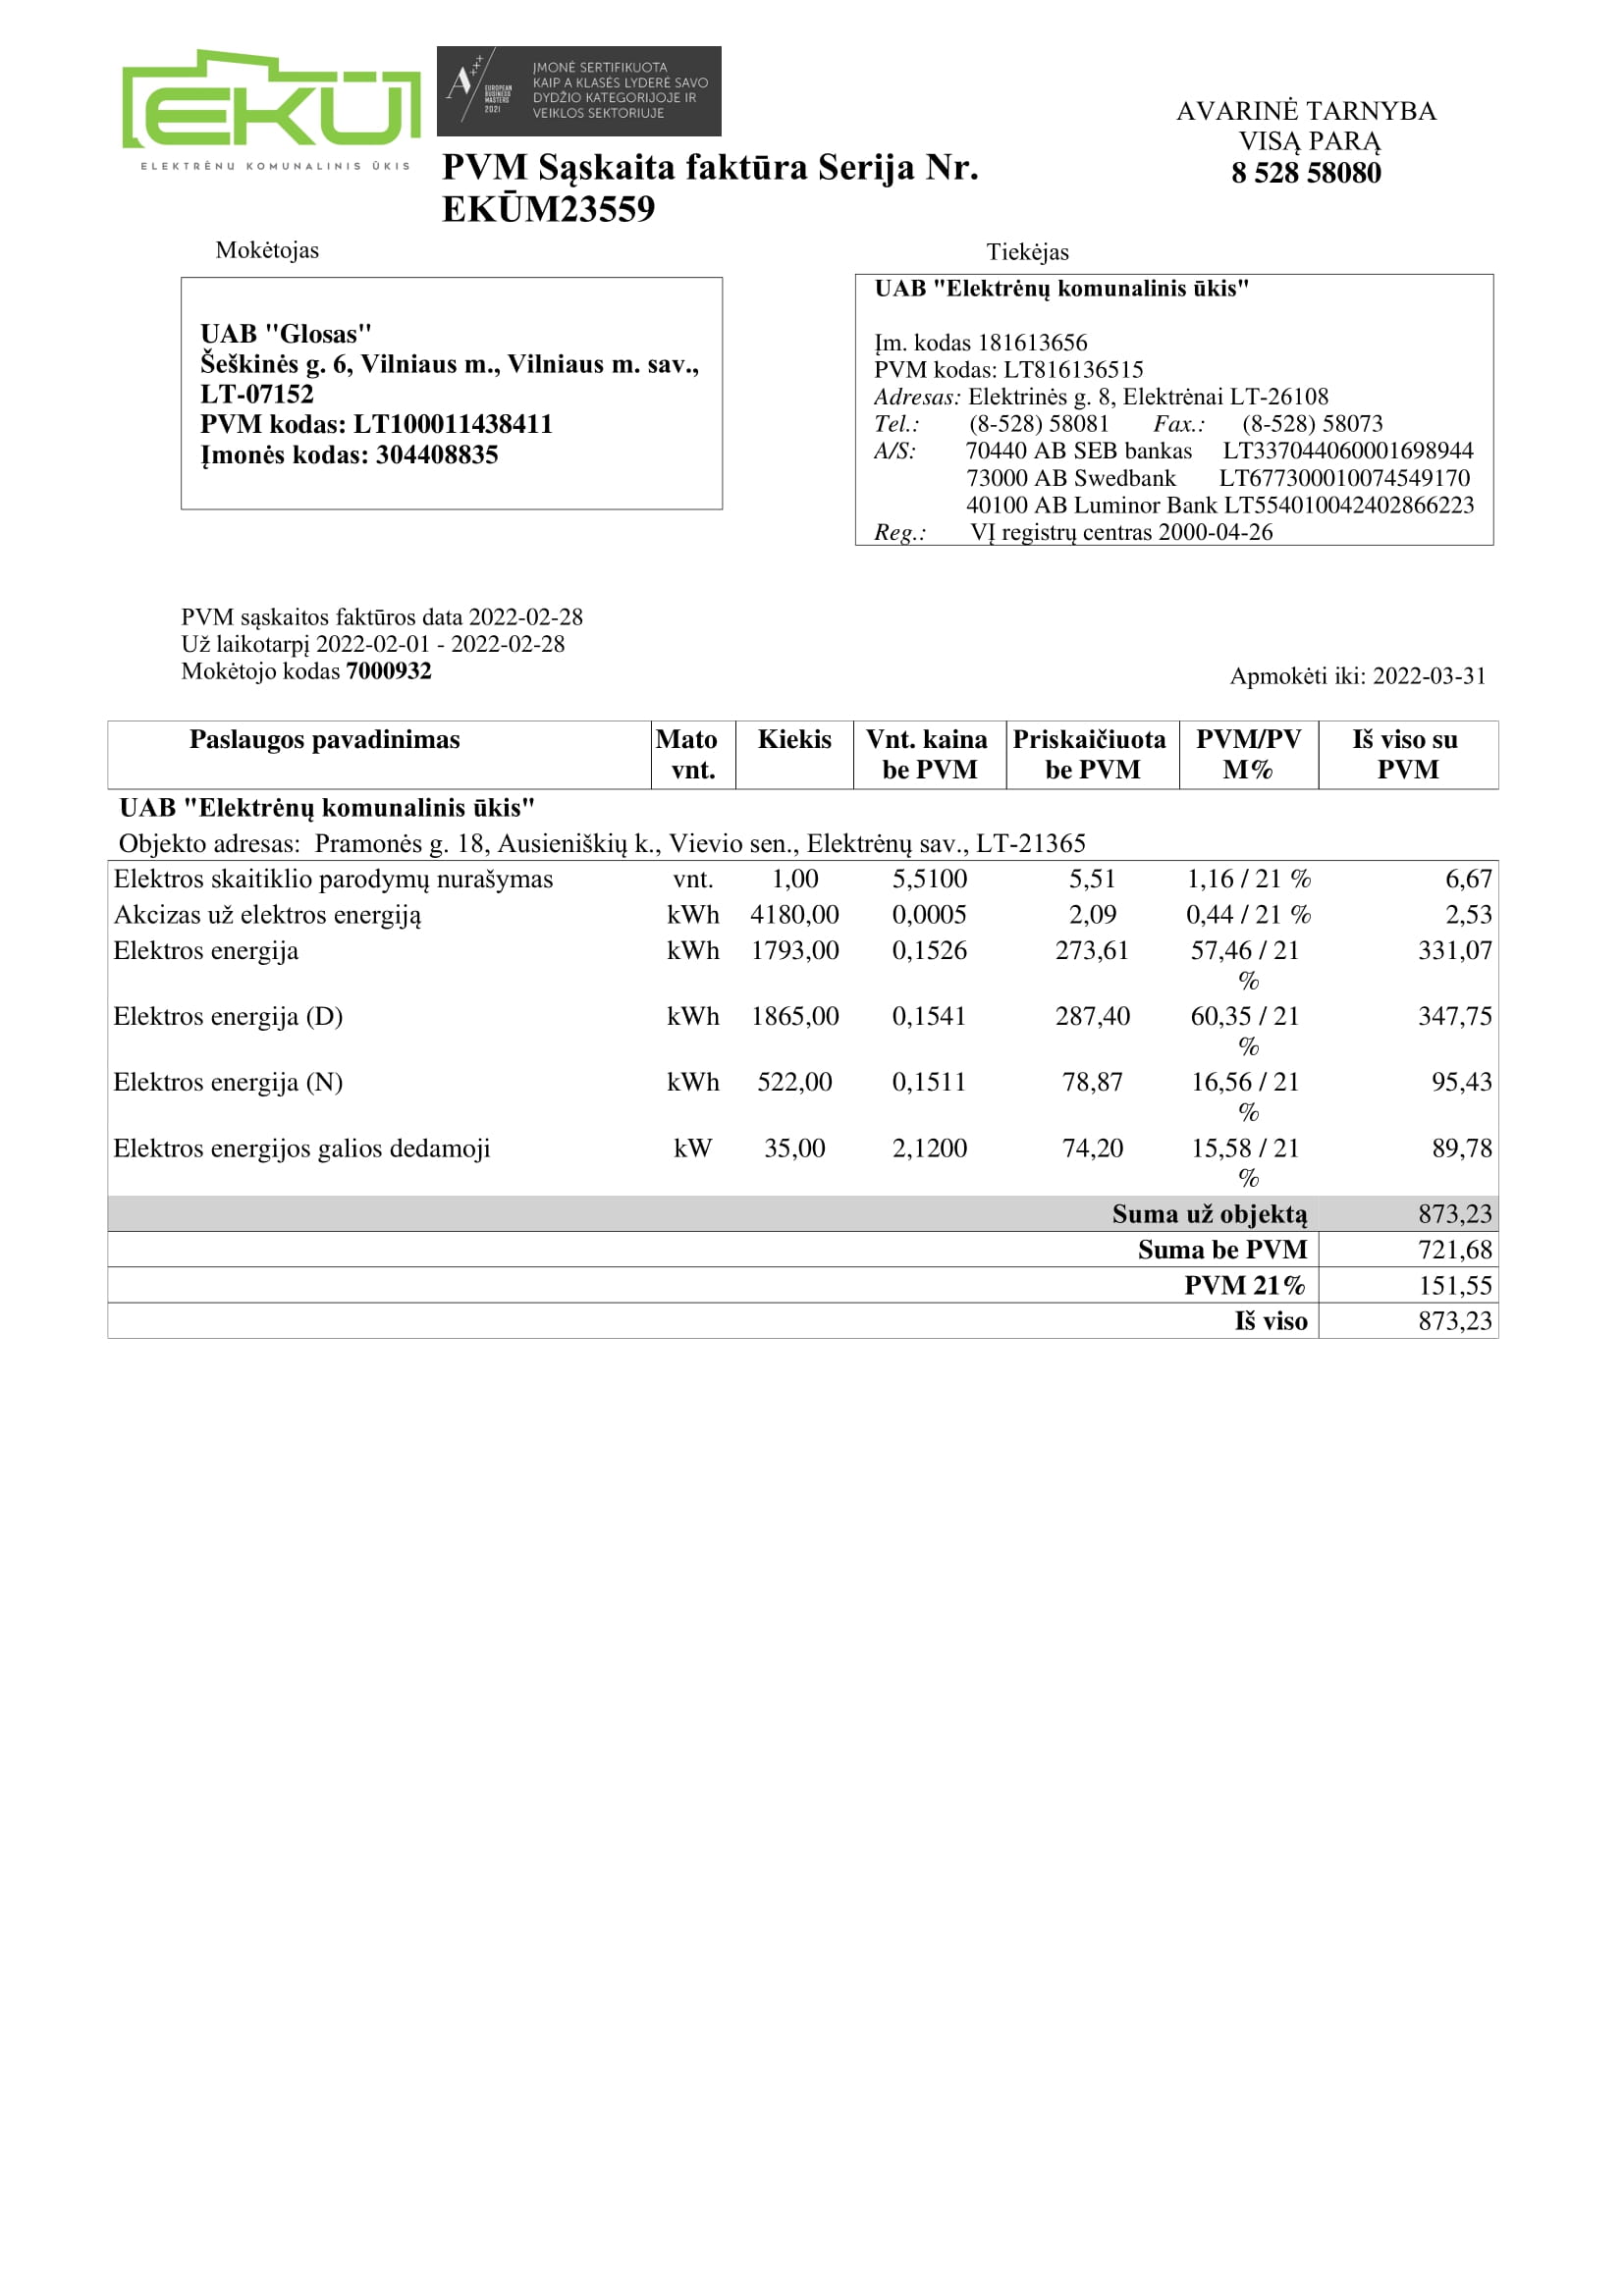 EKŪ
ELEKTRĖNŲ KOMUNALINIS ŪKIS
A+++
EUROPEAN
BUSINESS
MASTERS
2021
ĮMONĖ SERTIFIKUOTA
KAIP A KLASĖS LYDERĖ SAVO
DYDŽIO KATEGORIJOJE IR
VEIKLOS SEKTORIUJE
AVARINĖ TARNYBA
VISĄ PARĄ
8 528 58080
PVM Sąskaita faktūra Serija Nr.
EKŪM23559
Mokėtojas
UAB "Glosas"
Šeškinės g. 6, Vilniaus m., Vilniaus m. sav.,
LT-07152
PVM kodas: LT100011438411
Įmonės kodas: 304408835
Tiekėjas
UAB "Elektrėnų komunalinis ūkis"
Įm. kodas 181613656
PVM kodas: LT816136515
Adresas: Elektrinės g. 8, Elektrėnai LT-26108
Tel.: (8-528) 58081 Fax.: (8-528) 58073
A/S: 70440 AB SEB bankas LT337044060001698944
73000 AB Swedbank LT677300010074549170
40100 AB Luminor Bank LT554010042402866223
Reg.: VĮ registrų centras 2000-04-26
PVM sąskaitos faktūros data 2022-02-28
Už laikotarpį 2022-02-01 - 2022-02-28
Mokėtojo kodas 7000932
Apmokėti iki: 2022-03-31
Paslaugos pavadinimas Mato vnt. Kiekis Vnt. kaina be PVM Priskaičiuota be PVM PVM/PV M% Iš viso su PVM
UAB "Elektrėnų komunalinis ūkis"
Objekto adresas: Pramonės g. 18, Ausieniškių k., Vievio sen., Elektrėnų sav., LT-21365
Elektros skaitiklio parodymų nurašymas vnt. 1,00 5,5100 5,51 1,16 / 21 % 6,67
Akcizas už elektros energiją kWh 4180,00 0,0005 2,09 0,44 / 21 % 2,53
Elektros energija kWh 1793,00 0,1526 273,61 57,46 / 21 % 331,07
Elektros energija (D) kWh 1865,00 0,1541 287,40 60,35 / 21 % 347,75
Elektros energija (N) kWh 522,00 0,1511 78,87 16,56 / 21 % 95,43
Elektros energijos galios dedamoji kW 35,00 2,1200 74,20 15,58 / 21 % 89,78
Suma už objektą 873,23
Suma be PVM 721,68
PVM 21% 151,55
Iš viso 873,23